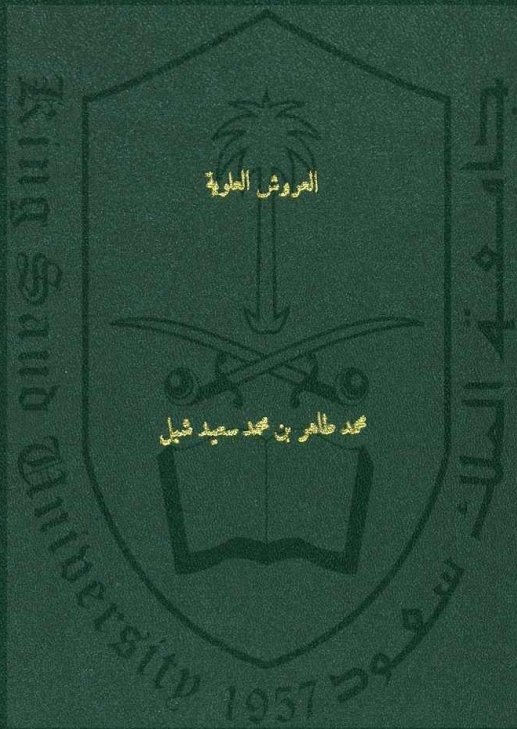 العروش العلوية
محمد طاهر بن محمد سعيد شبل
King Saud University
1957
جامعة الملك سعود